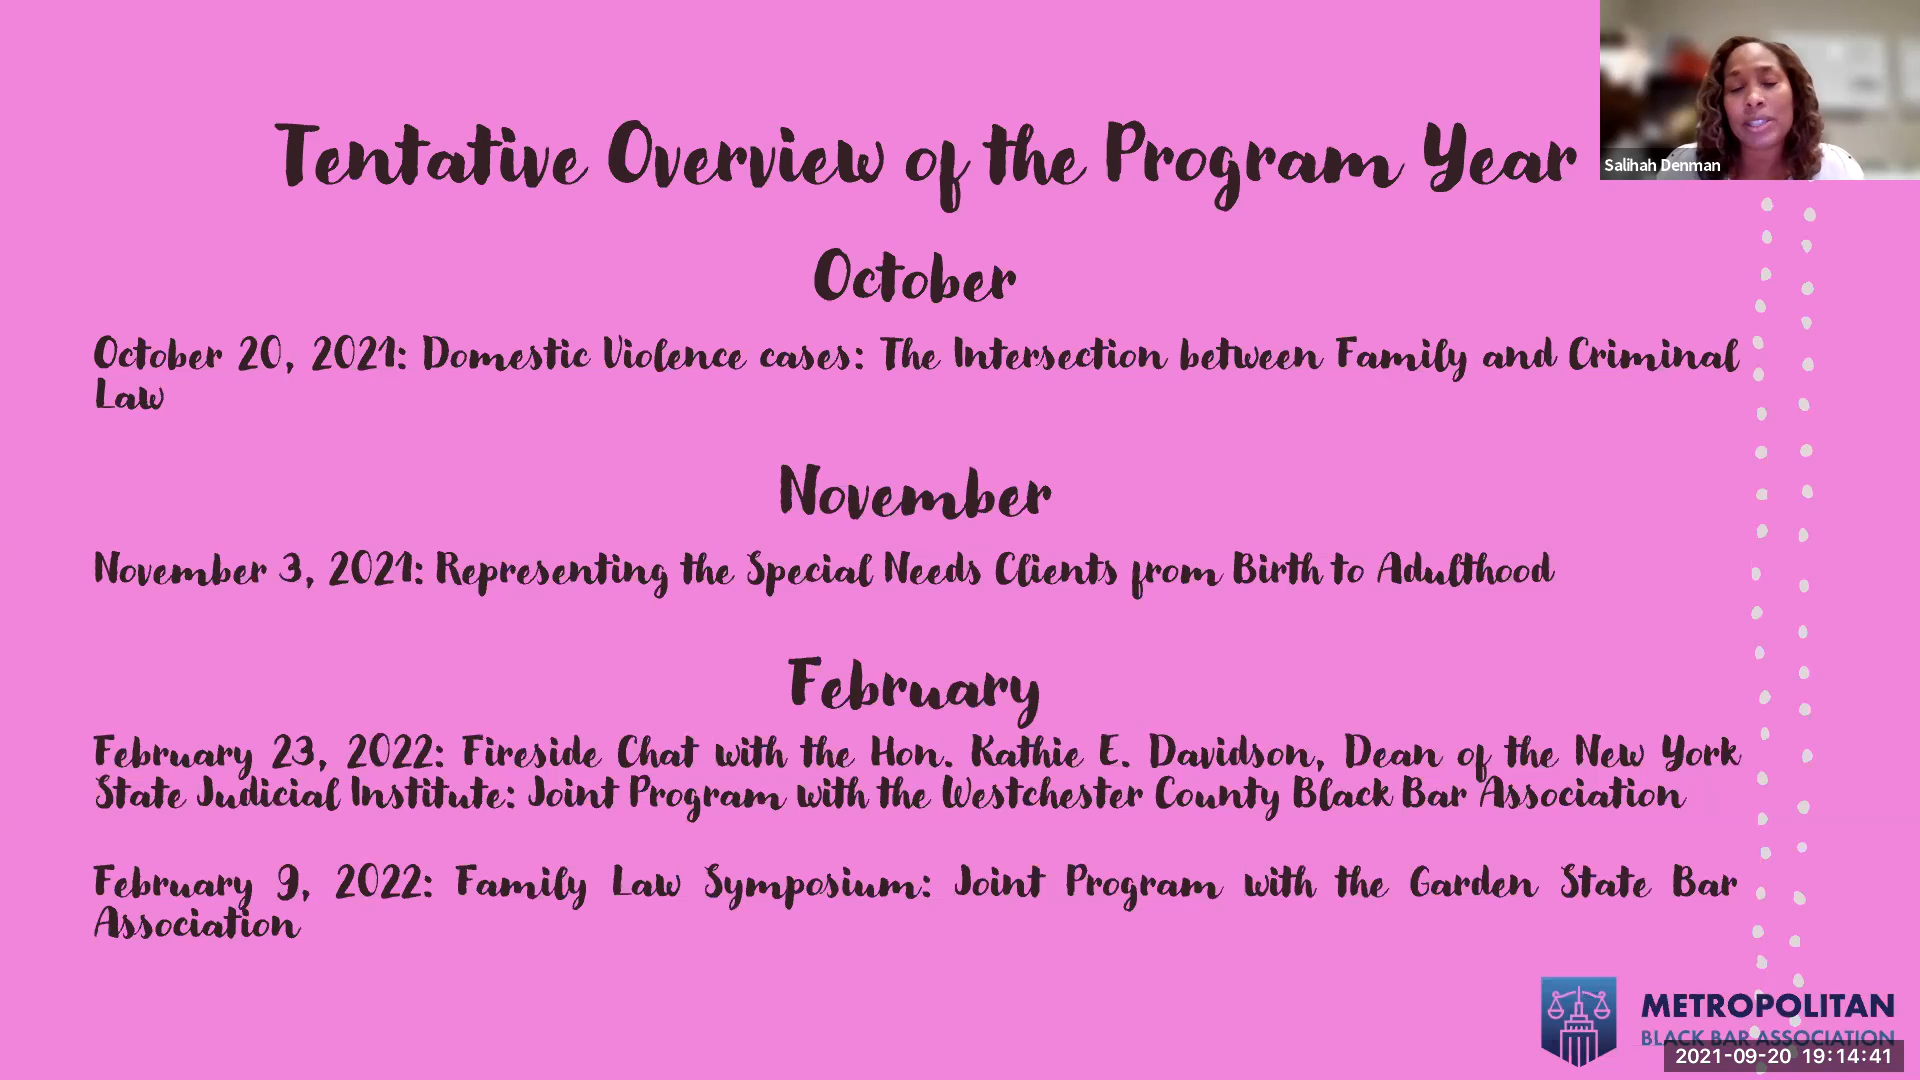 Tentative Overview of the Program Year
Salihah Denman
October
October 20, 2021: Domestic Violence cases: The Intersection between Family and Criminal
Law
November
November 3, 2021: Representing the Special Needs Clients from Birth to Adulthood
February
February 23, 2022: Fireside Chat with the Hon. Kathie E. Davidson, Dean of the New York
State Judicial Institute: Joint Program with the Westchester County Black Bar Association
February 9, 2022: Family Law Symposium: Joint Program with the Garden State Bar
Association
METROPOLITAN
BLACK BAR ASSOCIATION
2021-09-20 19:14:41